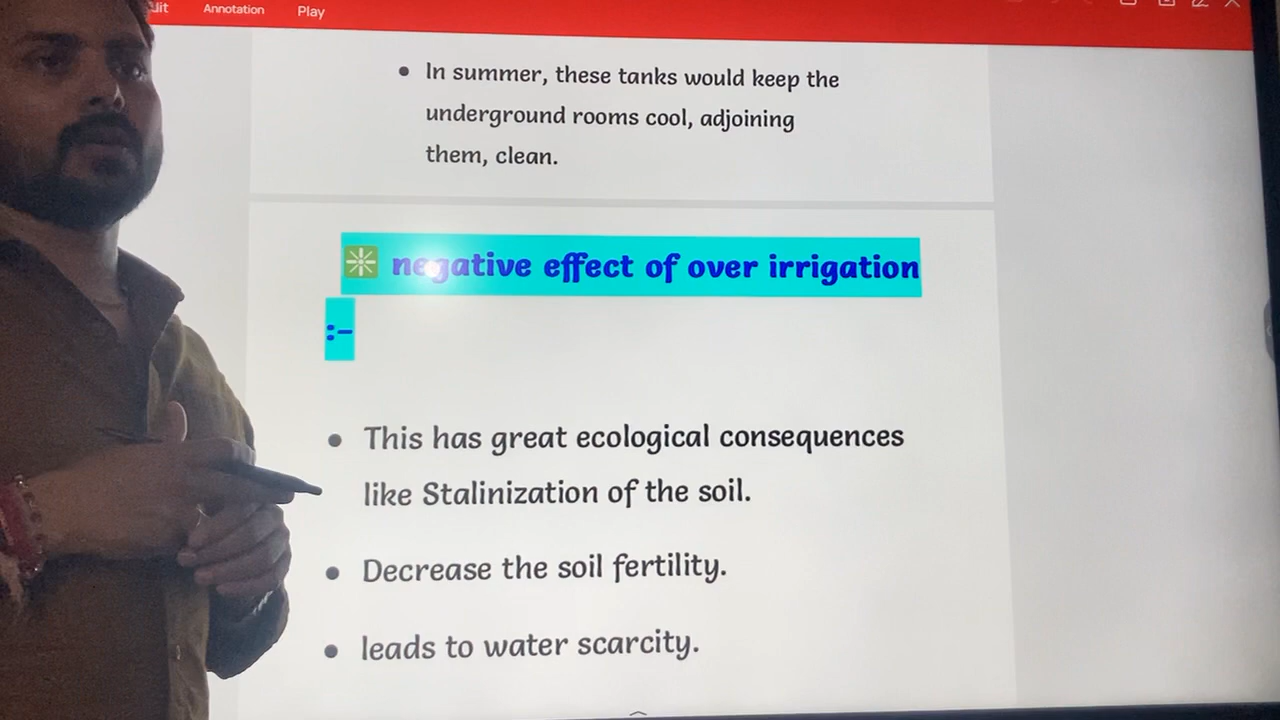 Annotation
Play
• In summer, these tanks would keep the
underground rooms cool, adjoining
them, clean.
✳ negative effect of over irrigation
:-
• This has great ecological consequences
like Stalinization of the soil.
• Decrease the soil fertility.
• leads to water scarcity.